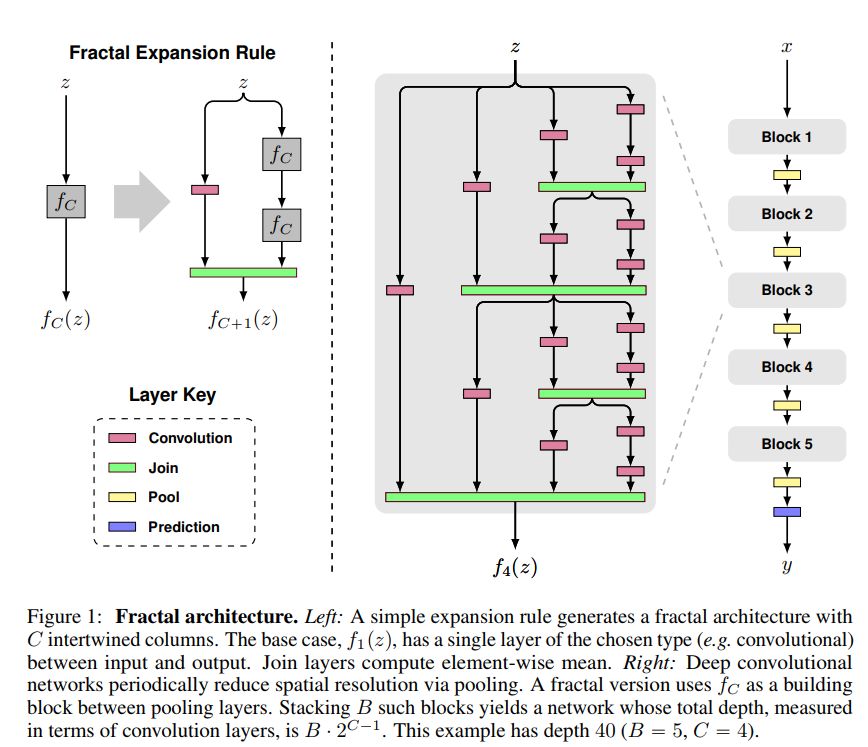 Fractal Expansion Rule
z
f_C
f_C(z)
z
f_C
f_C
f_{C+1}(z)
Layer Key
Convolution
Join
Pool
Prediction
z
f_4(z)
x
Block 1
Block 2
Block 3
Block 4
Block 5
y
Figure 1: Fractal architecture. Left: A simple expansion rule generates a fractal architecture with
C intertwined columns. The base case, f_1(z), has a single layer of the chosen type (e.g. convolutional)
between input and output. Join layers compute element-wise mean. Right: Deep convolutional
networks periodically reduce spatial resolution via pooling. A fractal version uses f_C as a building
block between pooling layers. Stacking B such blocks yields a network whose total depth, measured
in terms of convolution layers, is B · 2^{C−1}. This example has depth 40 (B = 5, C = 4).